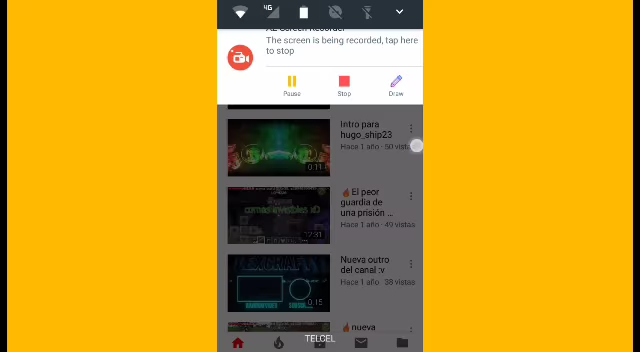 4G
AZ Screen Recorder
The screen is being recorded, tap here
to stop
Pause
Stop
Draw
Intro para
hugo_ship23
Hace 1 año · 50 vistas
0:11
🔥El peor
guardia de
una prisión ...
Hace 1 año · 49 vistas
12:31
Nueva outro
del canal :v
Hace 1 año · 38 vistas
0:15
🔥nueva
TELCEL